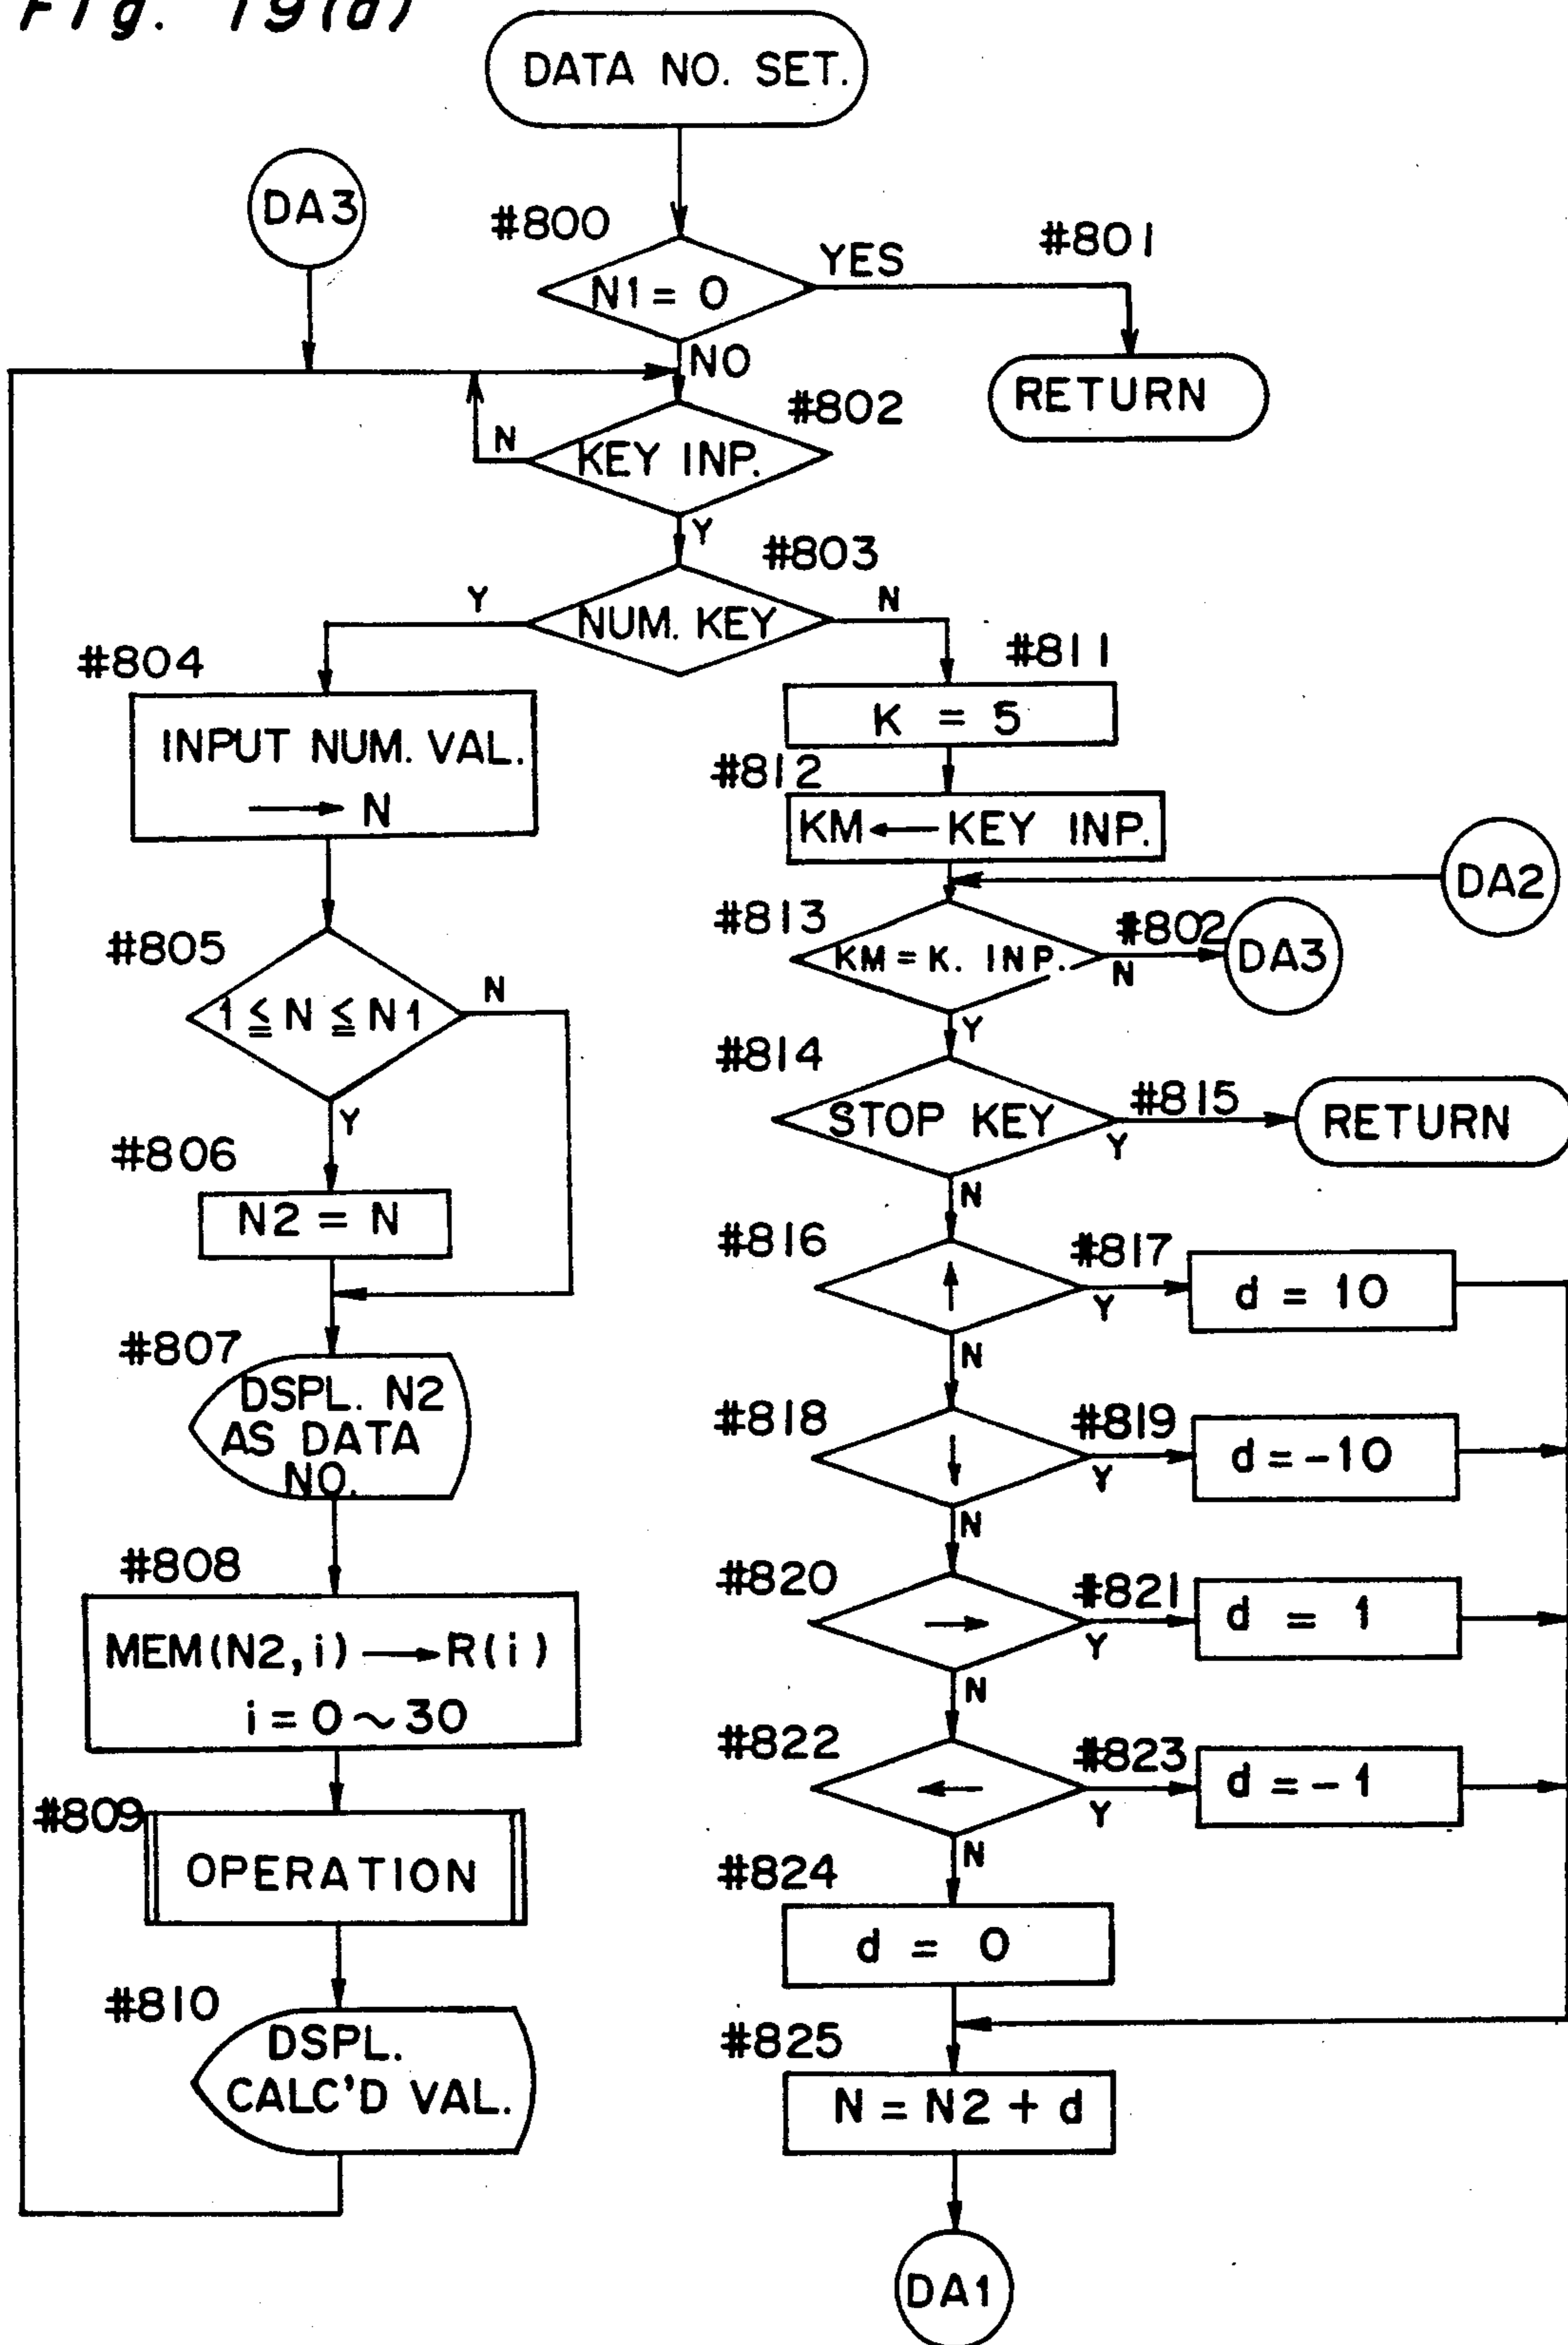 Fig. 19(a)
DATA NO. SET.
DA3
#800
N1 = 0
YES
#801
RETURN
NO
#802
KEY INP.
N
Y
#803
NUM. KEY
Y
N
#804
INPUT NUM. VAL.
→ N
#805
1 ≦ N ≦ N1
N
Y
#806
N2 = N
#807
DSPL. N2
AS DATA
NO.
#808
MEM(N2, i) → R(i)
i = 0 ~ 30
#809
OPERATION
#810
DSPL.
CALC'D VAL.
#811
K = 5
#812
KM ← KEY INP.
DA2
#813
KM = K. INP.
#802
N
DA3
Y
#814
STOP KEY
#815
Y
RETURN
N
#816
↑
#817
Y
d = 10
N
#818
↓
#819
Y
d = -10
N
#820
→
#821
Y
d = 1
N
#822
←
#823
Y
d = - 1
N
#824
d = 0
#825
N = N2 + d
DA1